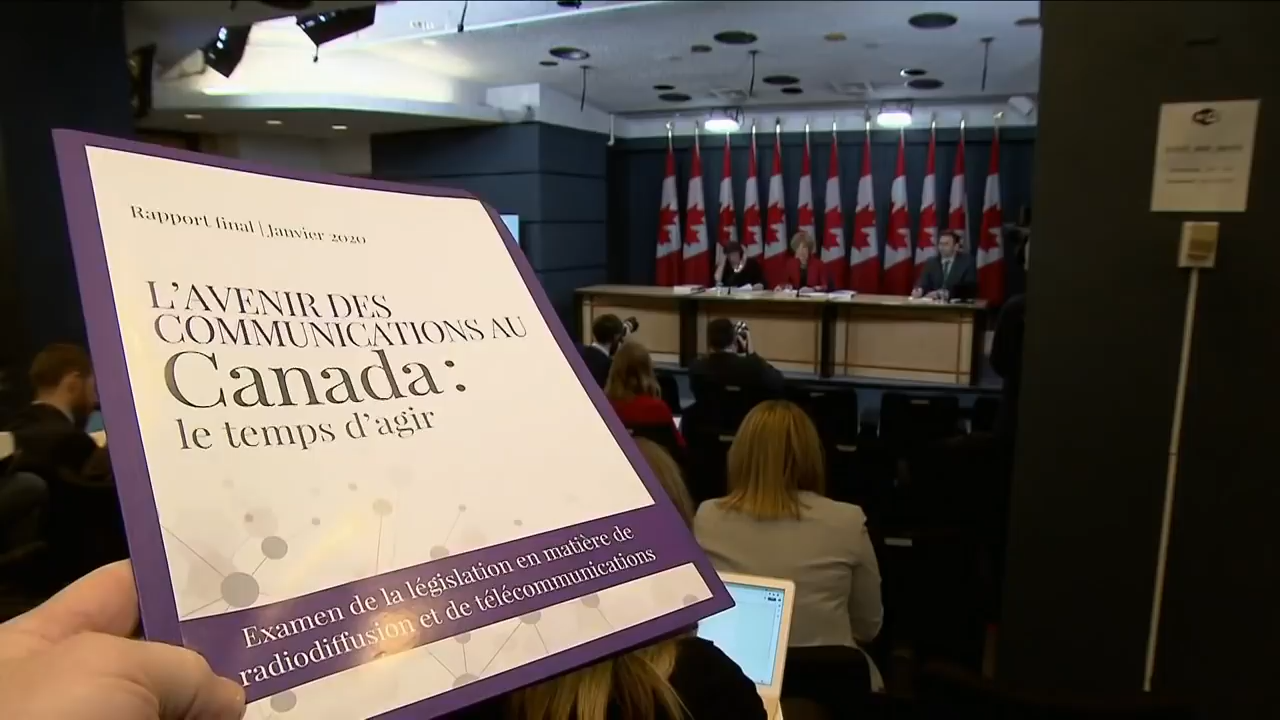 Rapport final | Janvier 2020
L'AVENIR DES
COMMUNICATIONS AU
Canada :
le temps d'agir
Examen de la législation en matière de
radiodiffusion et de télécommunications